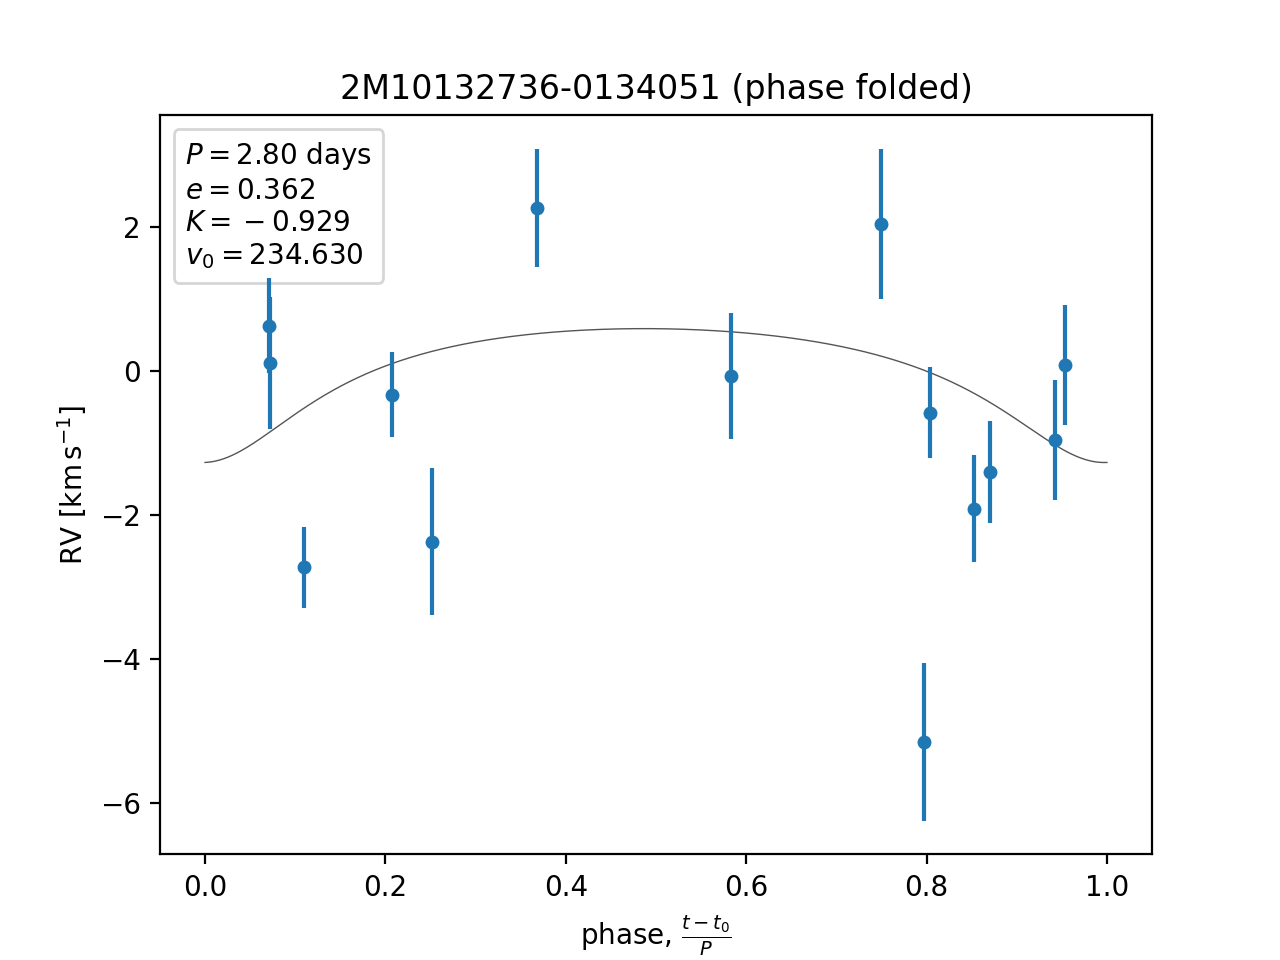 2M10132736-0134051 (phase folded)
P = 2.80 days
e = 0.362
K = −0.929
v₀ = 234.630
RV [km s⁻¹]
2
0
−2
−4
−6
0.0 0.2 0.4 0.6 0.8 1.0
phase, (t − t₀)/P